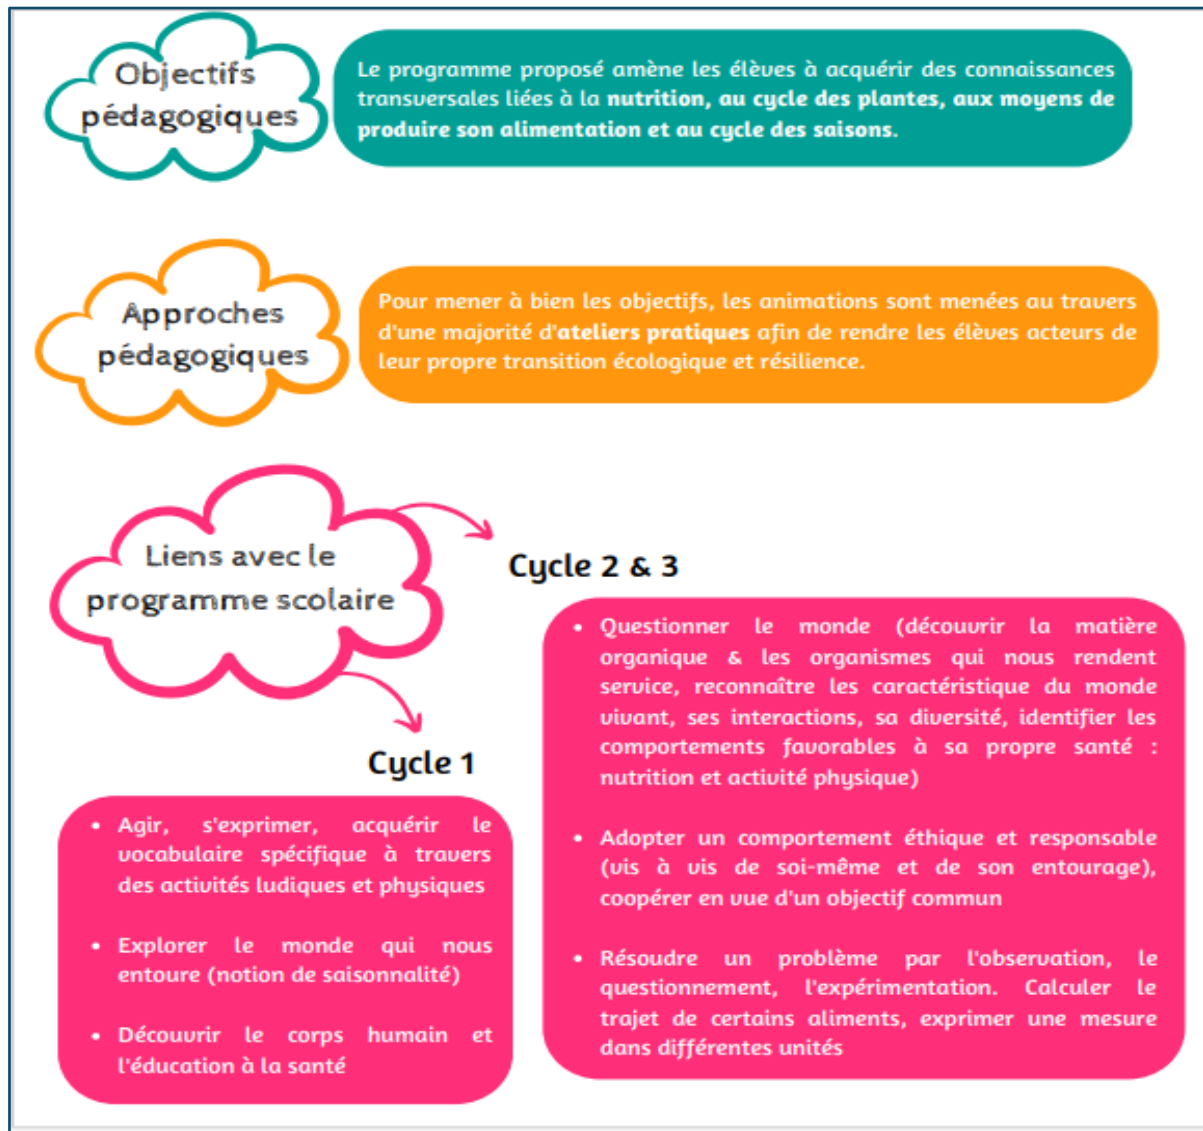 Objectifs
pédagogiques
Le programme proposé amène les élèves à acquérir des connaissances
transversales liées à la nutrition, au cycle des plantes, aux moyens de
produire son alimentation et au cycle des saisons.
Approches
pédagogiques
Pour mener à bien les objectifs, les animations sont menées au travers
d'une majorité d'ateliers pratiques afin de rendre les élèves acteurs de
leur propre transition écologique et résilience.
Liens avec le
programme scolaire
Cycle 2 & 3
• Questionner le monde (découvrir la matière
organique & les organismes qui nous rendent
service, reconnaître les caractéristique du monde
vivant, ses interactions, sa diversité, identifier les
comportements favorables à sa propre santé :
nutrition et activité physique)
• Adopter un comportement éthique et responsable
(vis à vis de soi-même et de son entourage),
coopérer en vue d'un objectif commun
• Résoudre un problème par l'observation, le
questionnement, l'expérimentation. Calculer le
trajet de certains aliments, exprimer une mesure
dans différentes unités
Cycle 1
• Agir, s'exprimer, acquérir le
vocabulaire spécifique à travers
des activités ludiques et physiques
• Explorer le monde qui nous
entoure (notion de saisonnalité)
• Découvrir le corps humain et
l'éducation à la santé